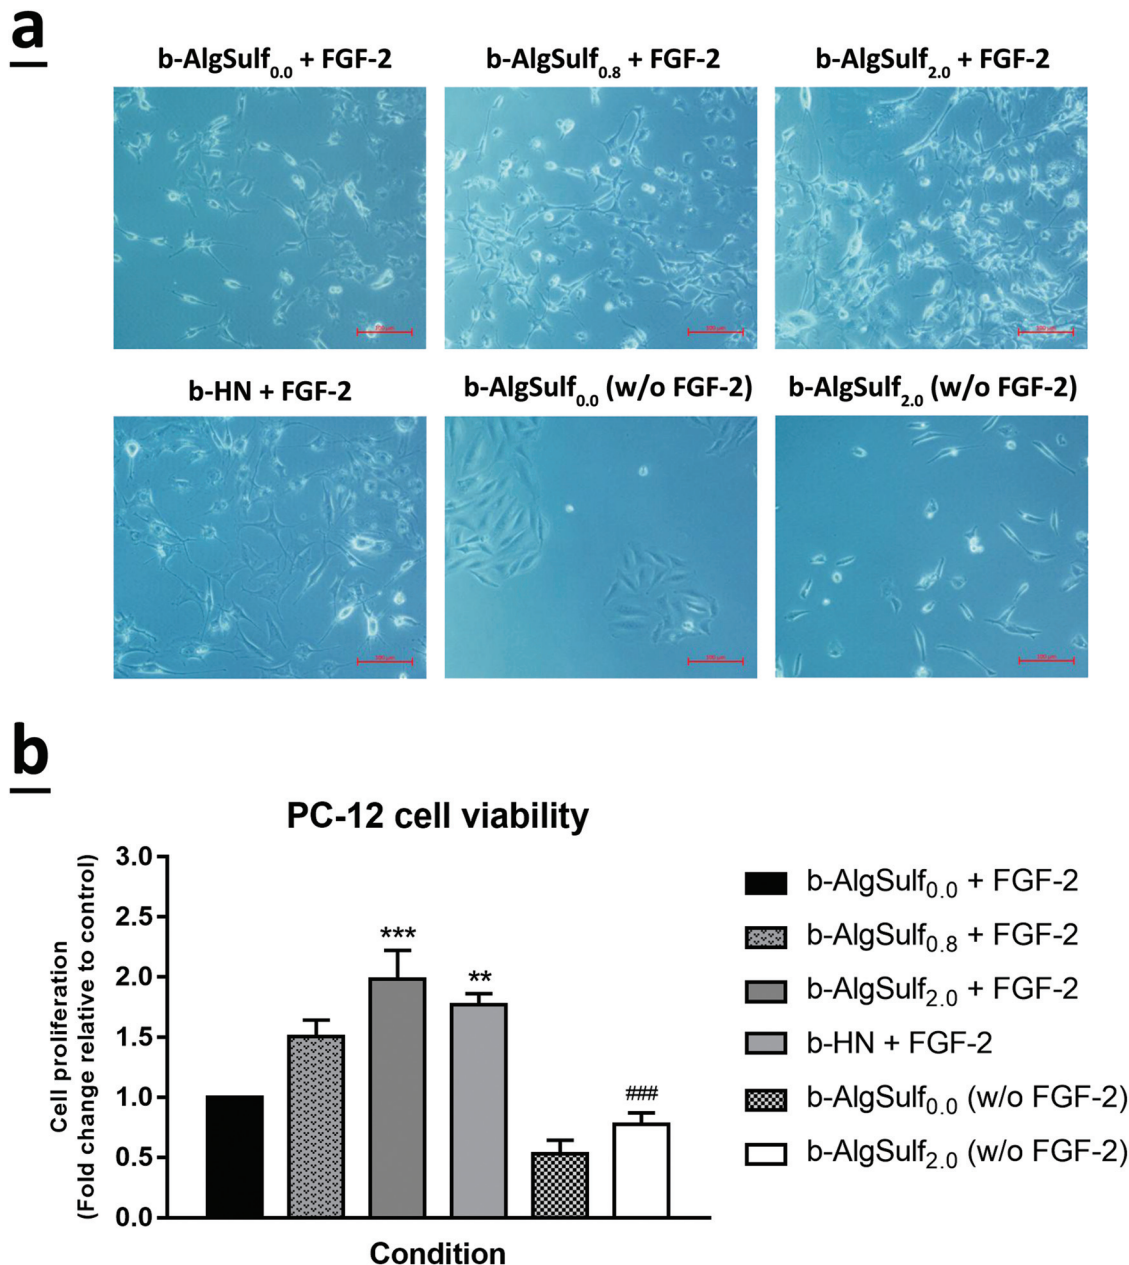 a
b-AlgSulf0.0 + FGF-2
b-AlgSulf0.8 + FGF-2
b-AlgSulf2.0 + FGF-2
b-HN + FGF-2
b-AlgSulf0.0 (w/o FGF-2)
b-AlgSulf2.0 (w/o FGF-2)
b
PC-12 cell viability
Cell proliferation
(Fold change relative to control)
3.0
2.5
2.0
1.5
1.0
0.5
0.0
***
**
###
Condition
b-AlgSulf0.0 + FGF-2
b-AlgSulf0.8 + FGF-2
b-AlgSulf2.0 + FGF-2
b-HN + FGF-2
b-AlgSulf0.0 (w/o FGF-2)
b-AlgSulf2.0 (w/o FGF-2)